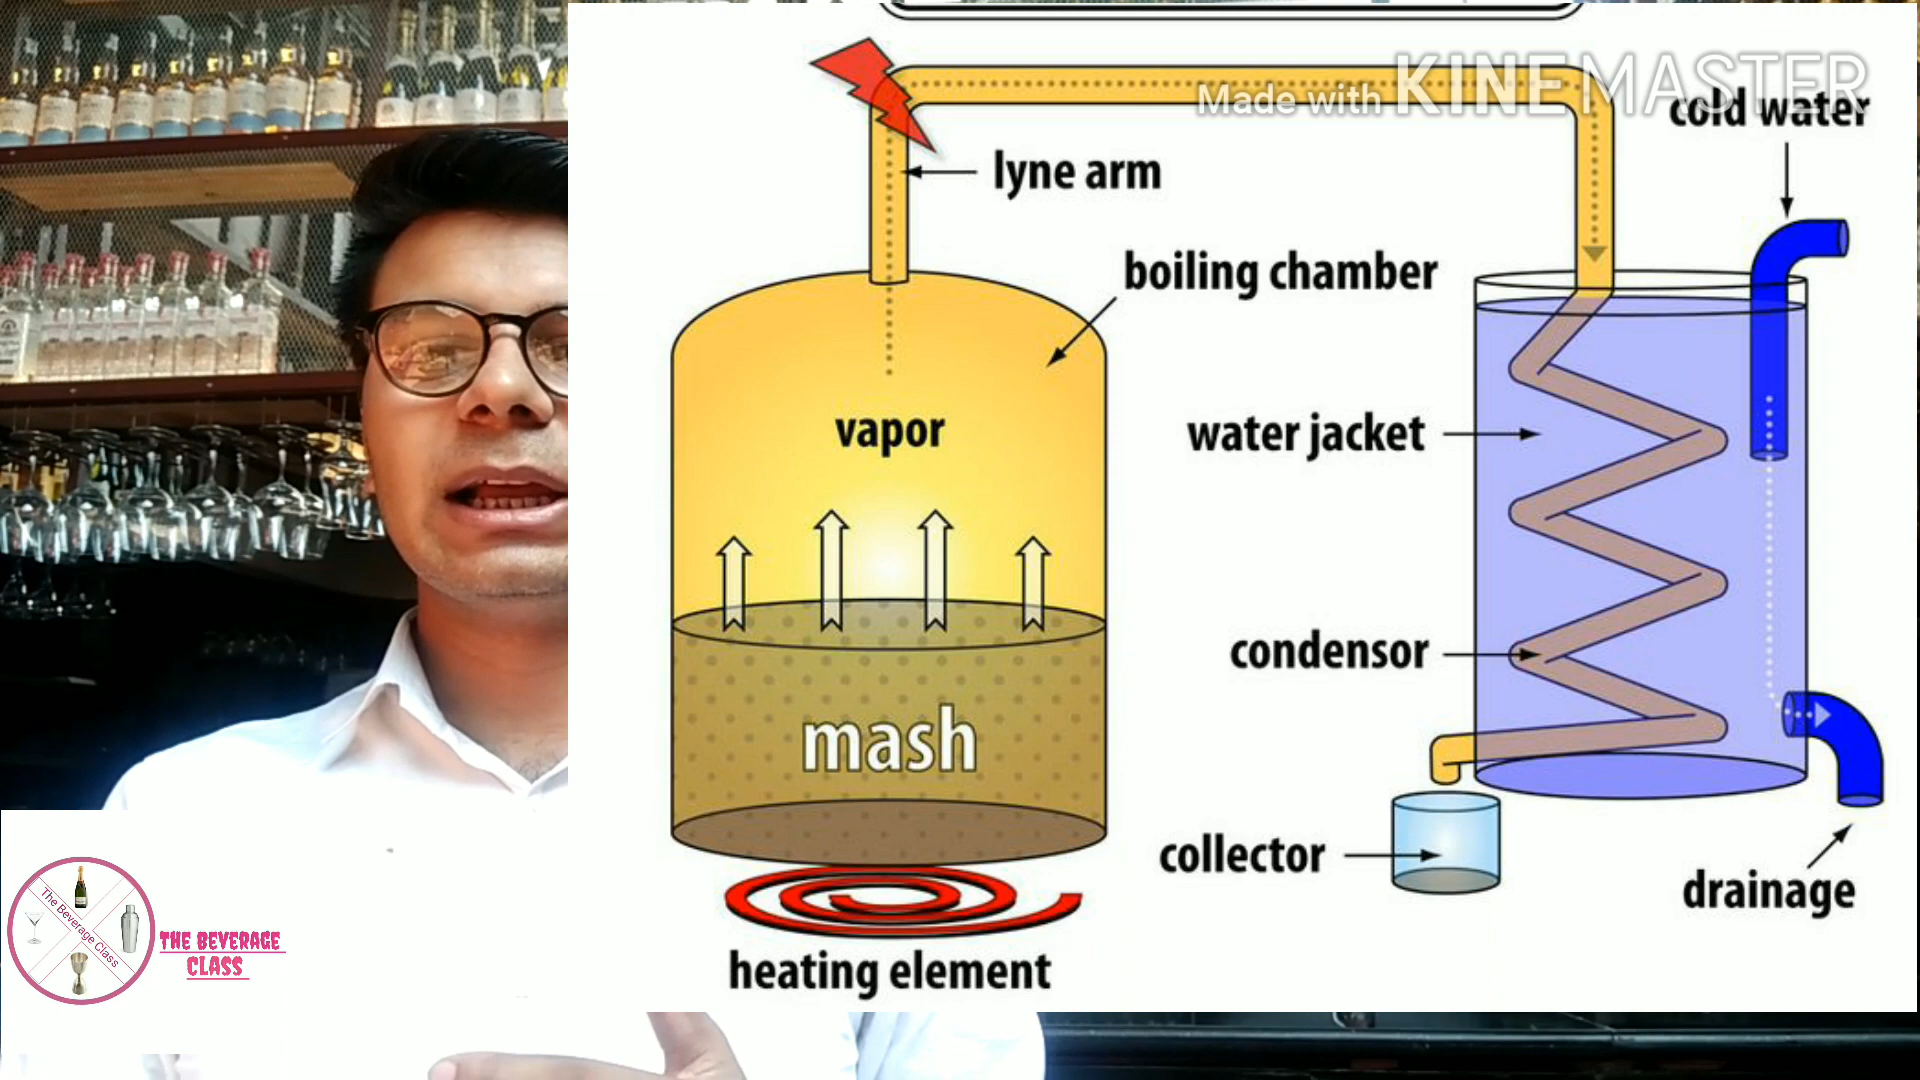 Made with KINEMASTER
cold water
lyne arm
boiling chamber
vapor
water jacket
condensor
mash
collector
drainage
heating element
The Beverage Class
THE BEVERAGE
CLASS